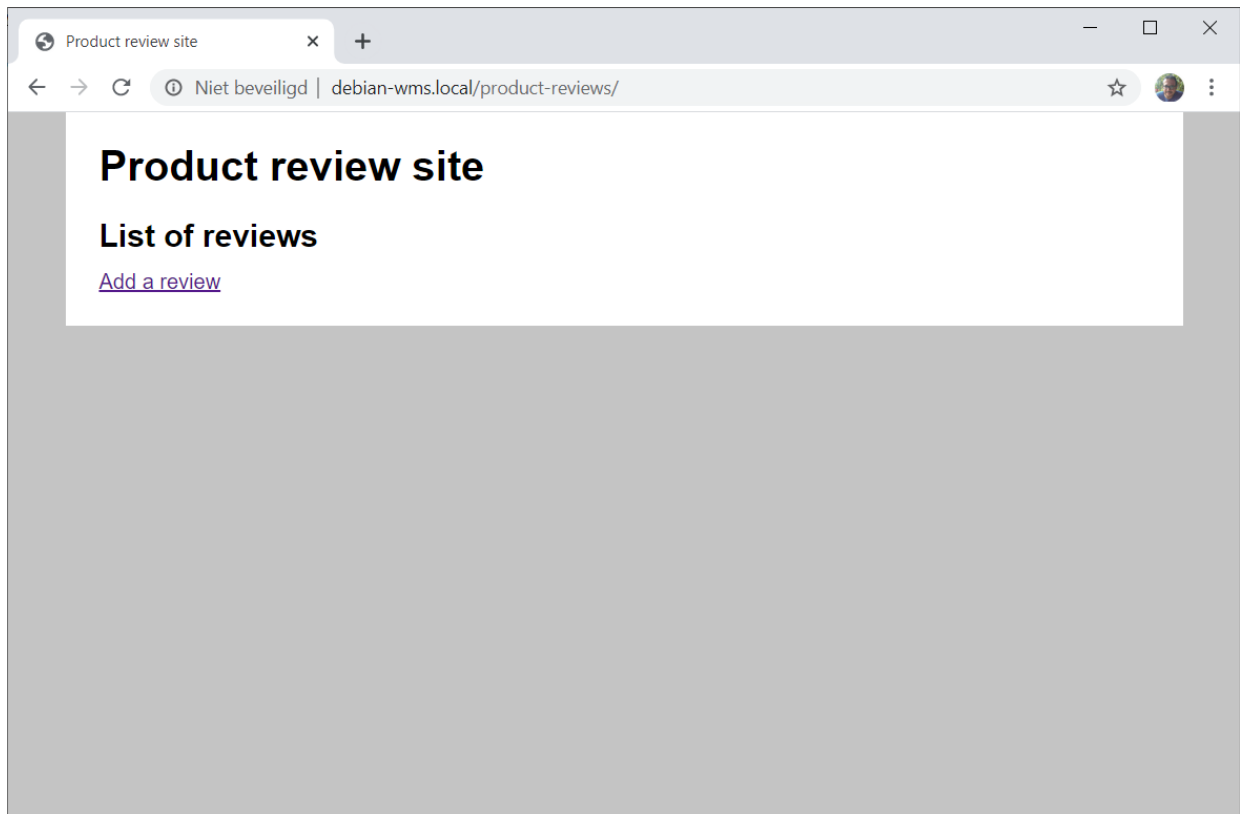 Product review site
Niet beveiligd | debian-wms.local/product-reviews/
Product review site
List of reviews
Add a review